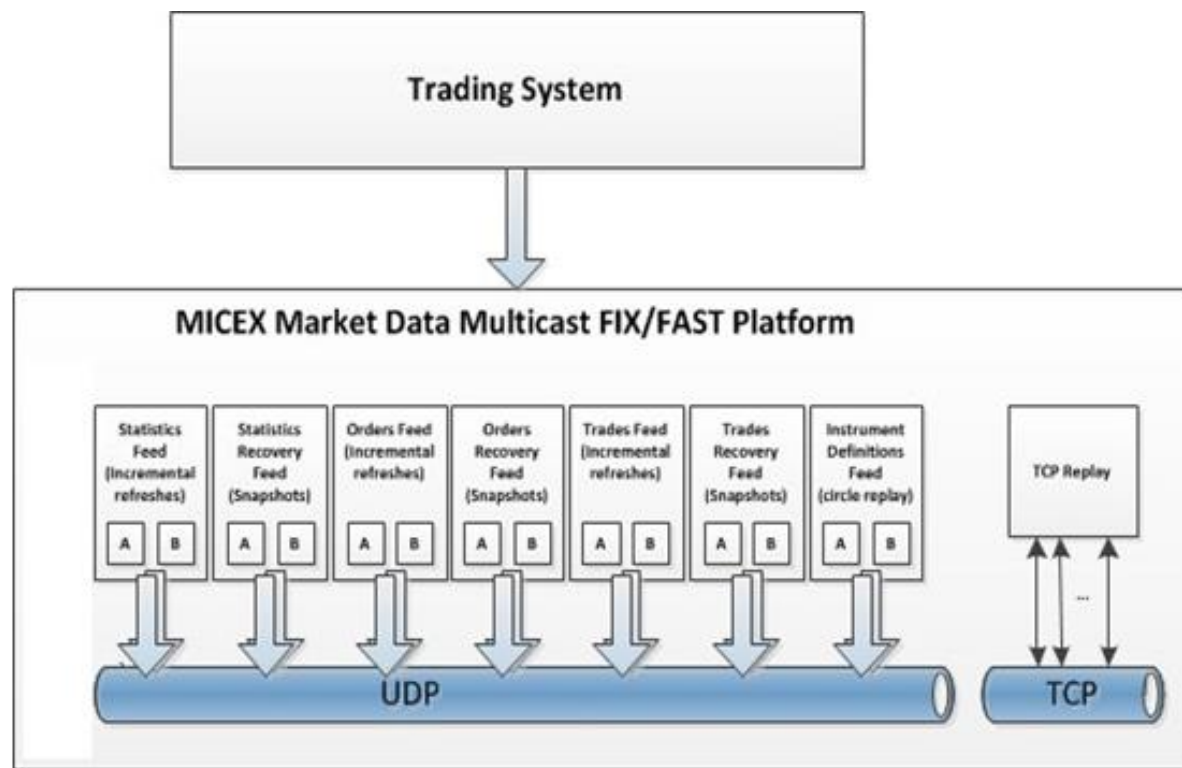 Trading System
MICEX Market Data Multicast FIX/FAST Platform
Statistics
Feed
(Incremental
refreshes)
A B
Statistics
Recovery
Feed
(Snapshots)
A B
Orders Feed
(Incremental
refreshes)
A B
Orders
Recovery
Feed
(Snapshots)
A B
Trades Feed
(Incremental
refreshes)
A B
Trades
Recovery
Feed
(Snapshots)
A B
Instrument
Definitions
Feed
(circle replay)
A B
TCP Replay
...
UDP
TCP